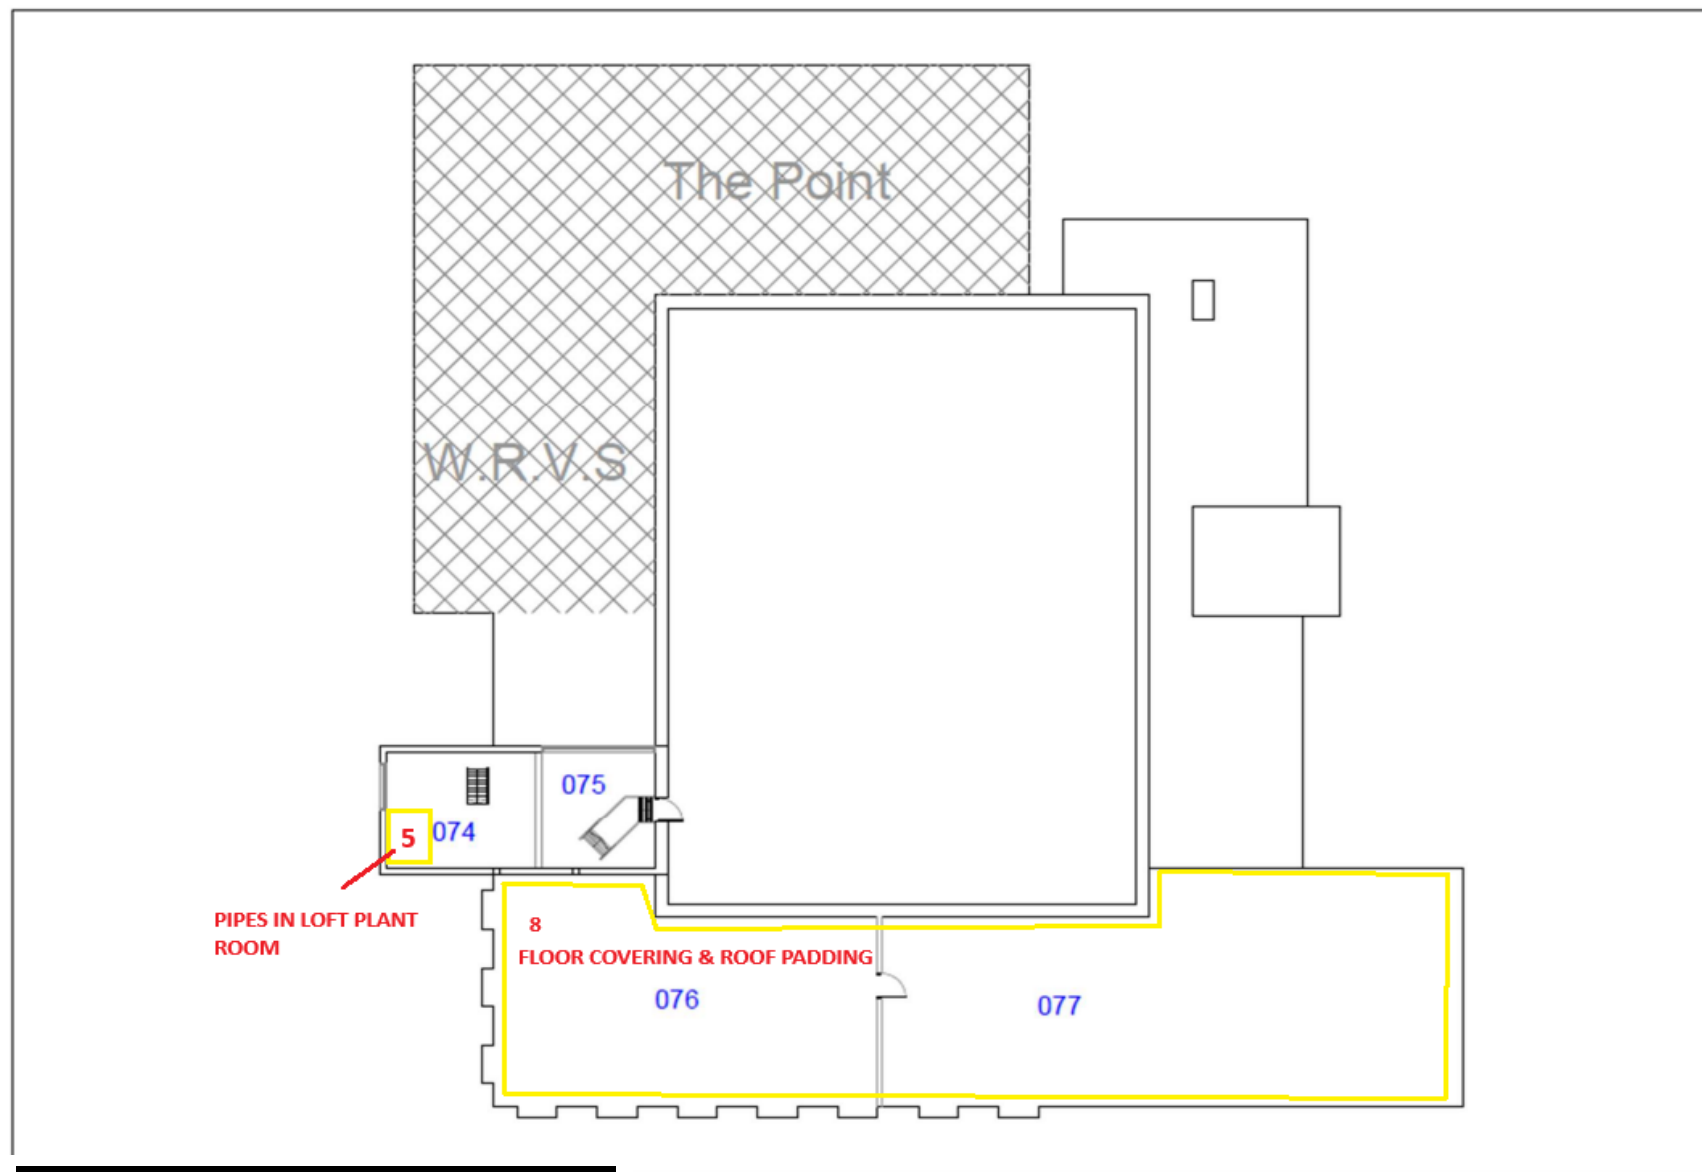 The Point
W.R.V.S
075
5
074
PIPES IN LOFT PLANT
ROOM
8
FLOOR COVERING & ROOF PADDING
076
077